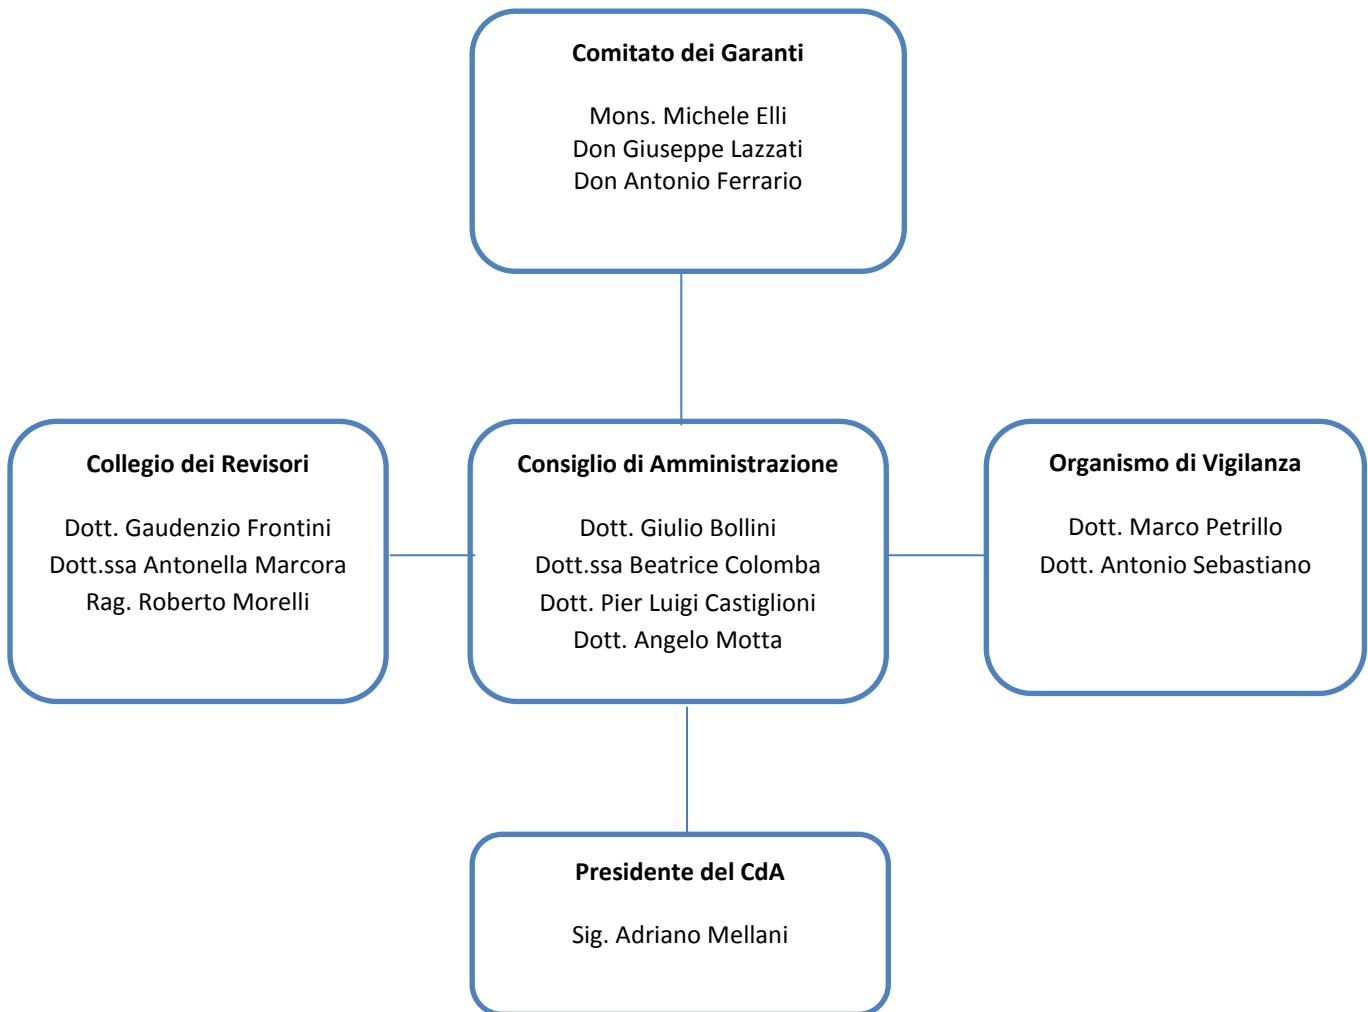 Comitato dei Garanti
Mons. Michele Elli
Don Giuseppe Lazzati
Don Antonio Ferrario
Collegio dei Revisori
Dott. Gaudenzio Frontini
Dott.ssa Antonella Marcora
Rag. Roberto Morelli
Consiglio di Amministrazione
Dott. Giulio Bollini
Dott.ssa Beatrice Colomba
Dott. Pier Luigi Castiglioni
Dott. Angelo Motta
Organismo di Vigilanza
Dott. Marco Petrillo
Dott. Antonio Sebastiano
Presidente del CdA
Sig. Adriano Mellani